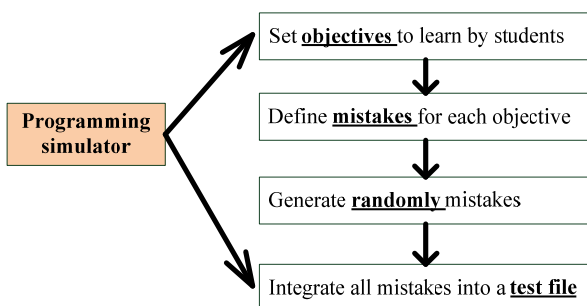 Set objectives to learn by students
Programming
simulator
Define mistakes for each objective
Generate randomly mistakes
Integrate all mistakes into a test file